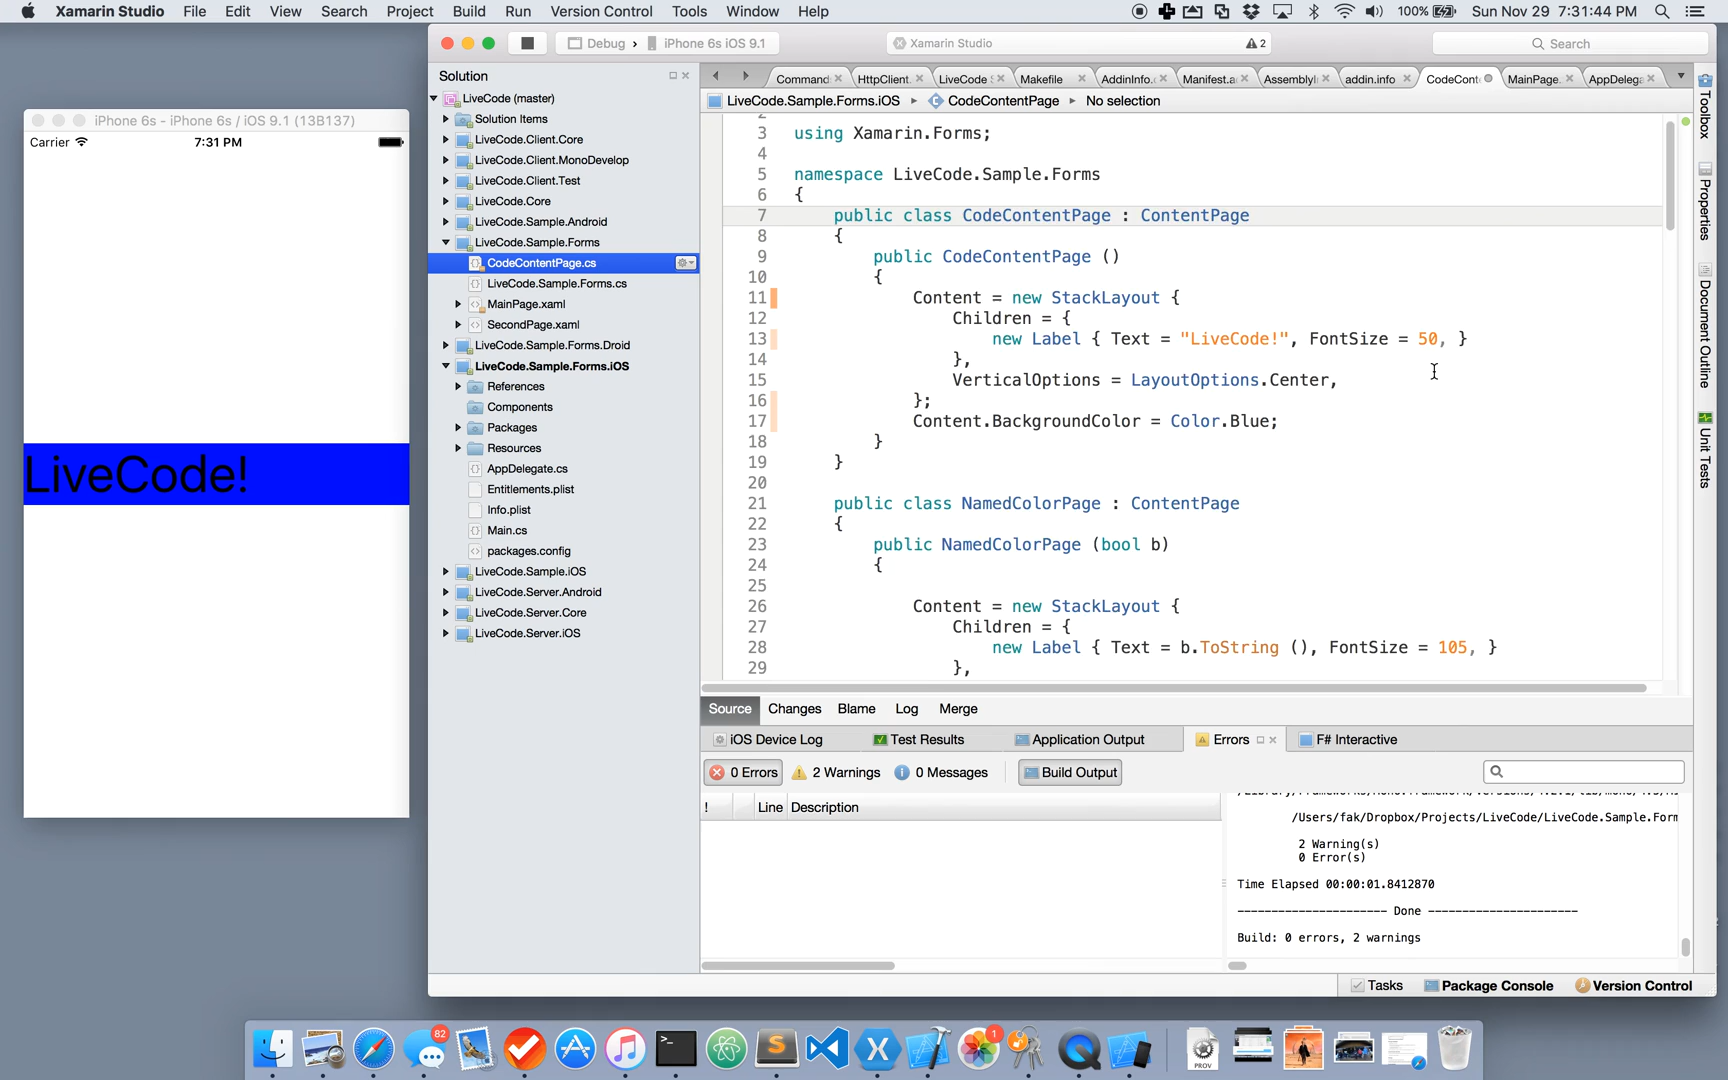 Xamarin Studio File Edit View Search Project Build Run Version Control Tools Window Help 100% Sun Nov 29 7:31:44 PM
Debug › iPhone 6s iOS 9.1 Xamarin Studio 2 Search
iPhone 6s - iPhone 6s / iOS 9.1 (13B137)
Carrier 7:31 PM
LiveCode!
Solution
LiveCode (master)
Solution Items
LiveCode.Client.Core
LiveCode.Client.MonoDevelop
LiveCode.Client.Test
LiveCode.Core
LiveCode.Sample.Android
LiveCode.Sample.Forms
CodeContentPage.cs
LiveCode.Sample.Forms.cs
MainPage.xaml
SecondPage.xaml
LiveCode.Sample.Forms.Droid
LiveCode.Sample.Forms.iOS
References
Components
Packages
Resources
AppDelegate.cs
Entitlements.plist
Info.plist
Main.cs
packages.config
LiveCode.Sample.iOS
LiveCode.Server.Android
LiveCode.Server.Core
LiveCode.Server.iOS
Command HttpClient. LiveCode Makefile AddinInfo. Manifest.a AssemblyI addin.info CodeCont MainPage. AppDelega
LiveCode.Sample.Forms.iOS CodeContentPage No selection
3 using Xamarin.Forms;
4
5 namespace LiveCode.Sample.Forms
6 {
7 public class CodeContentPage : ContentPage
8 {
9 public CodeContentPage ()
10 {
11 Content = new StackLayout {
12 Children = {
13 new Label { Text = "LiveCode!", FontSize = 50, }
14 },
15 VerticalOptions = LayoutOptions.Center,
16 };
17 Content.BackgroundColor = Color.Blue;
18 }
19 }
20
21 public class NamedColorPage : ContentPage
22 {
23 public NamedColorPage (bool b)
24 {
25
26 Content = new StackLayout {
27 Children = {
28 new Label { Text = b.ToString (), FontSize = 105, }
29 },
Source Changes Blame Log Merge
iOS Device Log Test Results Application Output Errors F# Interactive
0 Errors 2 Warnings 0 Messages Build Output
! Line Description
/Users/fak/Dropbox/Projects/LiveCode/LiveCode.Sample.Form
2 Warning(s)
0 Error(s)
Time Elapsed 00:00:01.8412870
---------------------- Done ----------------------
Build: 0 errors, 2 warnings
Tasks Package Console Version Control
Toolbox
Properties
Document Outline
Unit Tests
82
1
PROV